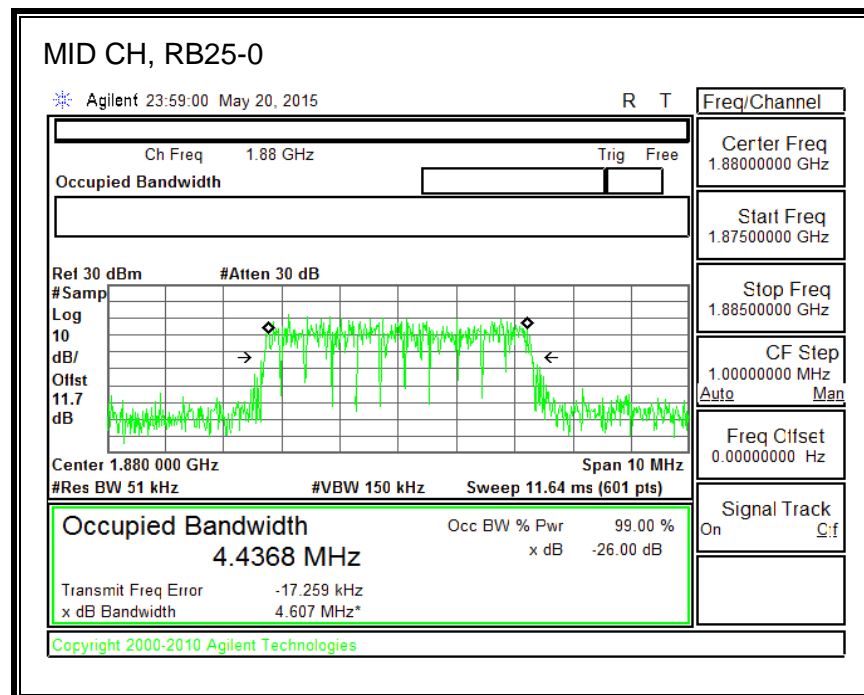 MID CH, RB25-0
Agilent 23:59:00 May 20, 2015 R T
Freq/Channel
Ch Freq 1.88 GHz Trig Free
Occupied Bandwidth
Center Freq
1.88000000 GHz
Start Freq
1.87500000 GHz
Stop Freq
1.88500000 GHz
CF Step
1.00000000 MHz
Auto Man
Freq Offset
0.00000000 Hz
Signal Track
On Off
Ref 30 dBm #Atten 30 dB
#Samp
Log
10
dB/
Offst
11.7
dB
Center 1.880 000 GHz Span 10 MHz
#Res BW 51 kHz #VBW 150 kHz Sweep 11.64 ms (601 pts)
Occupied Bandwidth Occ BW % Pwr 99.00 %
4.4368 MHz x dB -26.00 dB
Transmit Freq Error -17.259 kHz
x dB Bandwidth 4.607 MHz*
Copyright 2000-2010 Agilent Technologies